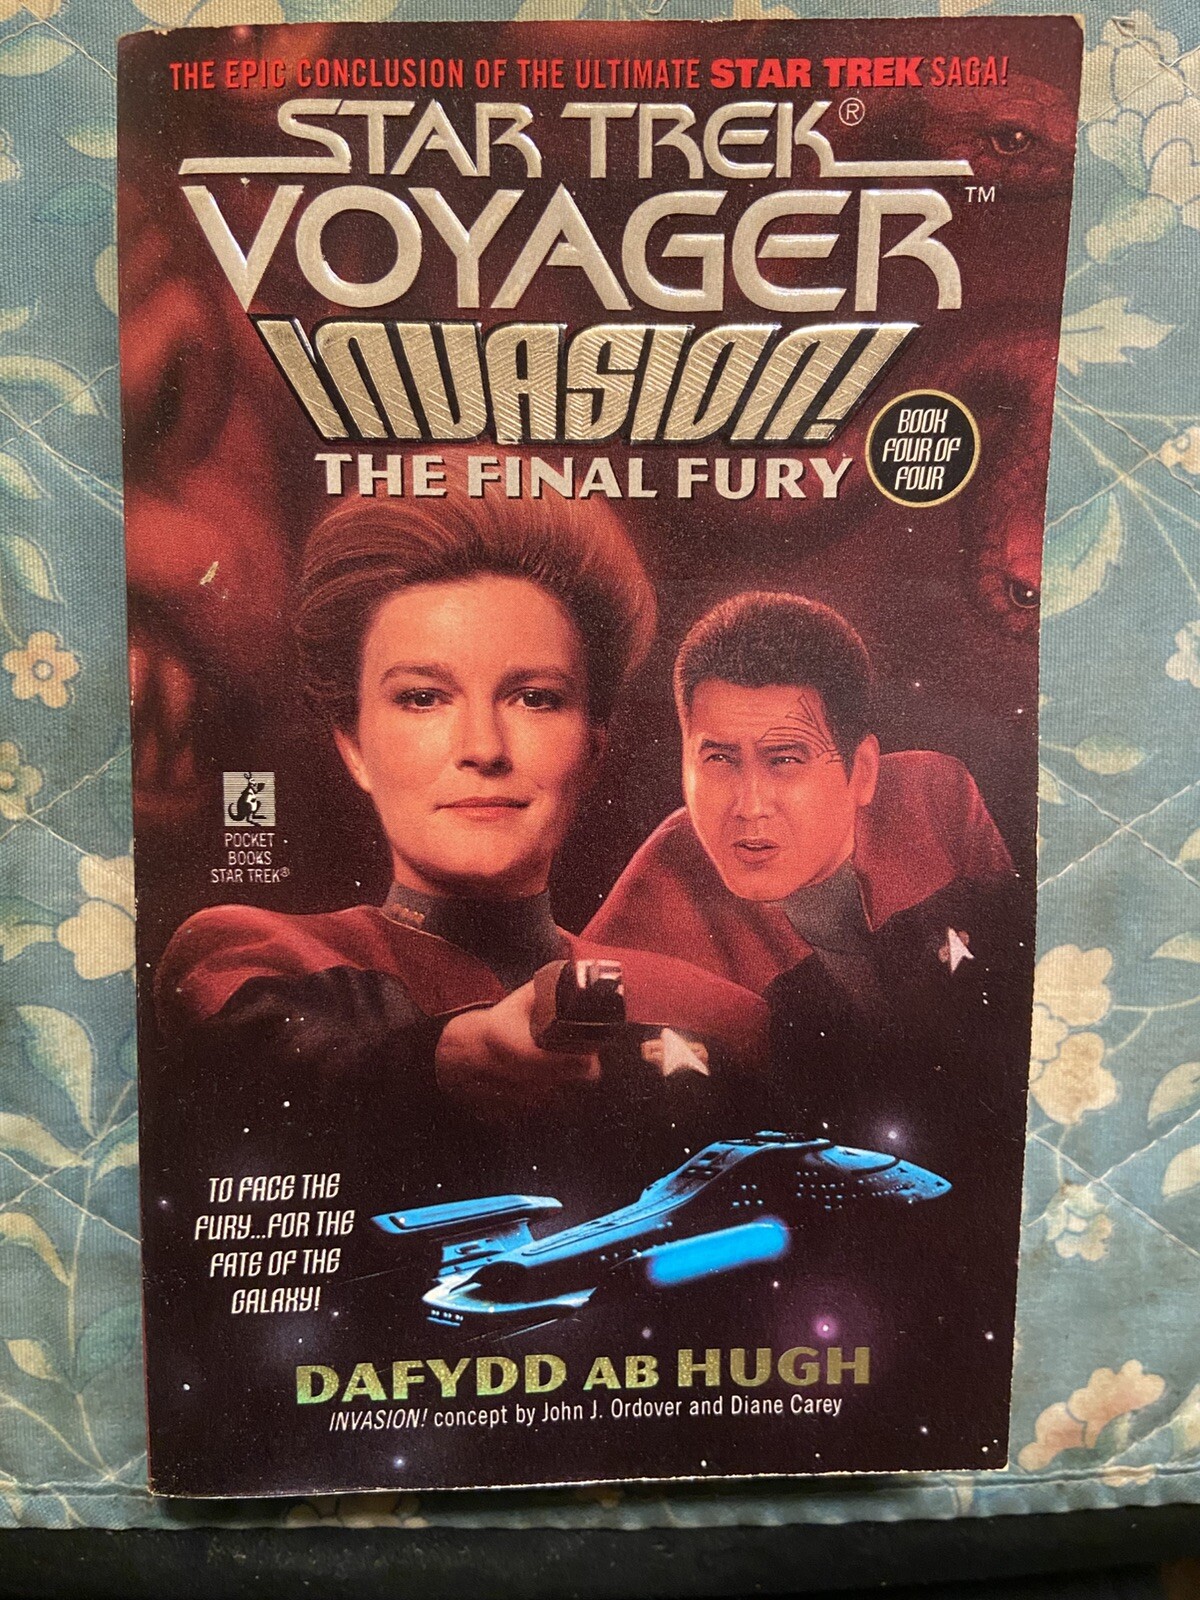 THE EPIC CONCLUSION OF THE ULTIMATE STAR TREK SAGA!
STAR TREK®
VOYAGER™
INVASION!
BOOK
FOUR OF
FOUR
THE FINAL FURY
POCKET
BOOKS
STAR TREK®
TO FACE THE
FURY...FOR THE
FATE OF THE
GALAXY!
DAFYDD AB HUGH
INVASION! concept by John J. Ordover and Diane Carey